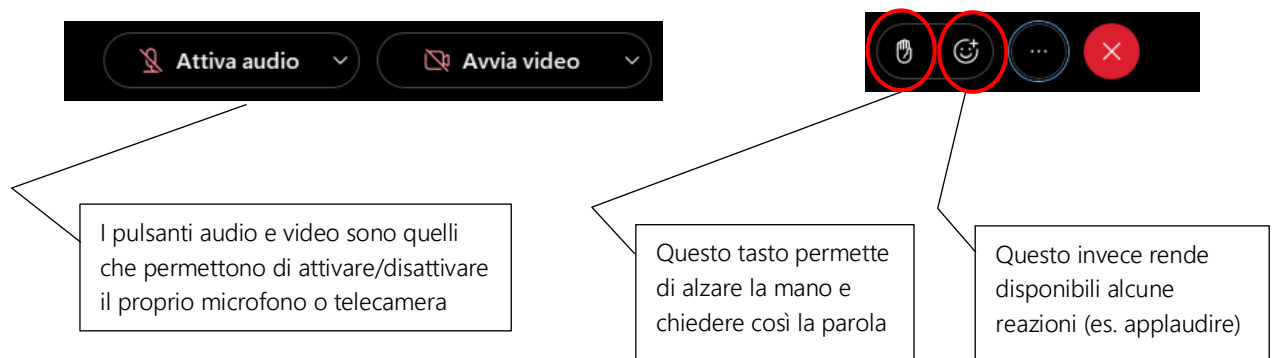 Attiva audio
Avvia video
I pulsanti audio e video sono quelli
che permettono di attivare/disattivare
il proprio microfono o telecamera
Questo tasto permette
di alzare la mano e
chiedere così la parola
Questo invece rende
disponibili alcune
reazioni (es. applaudire)